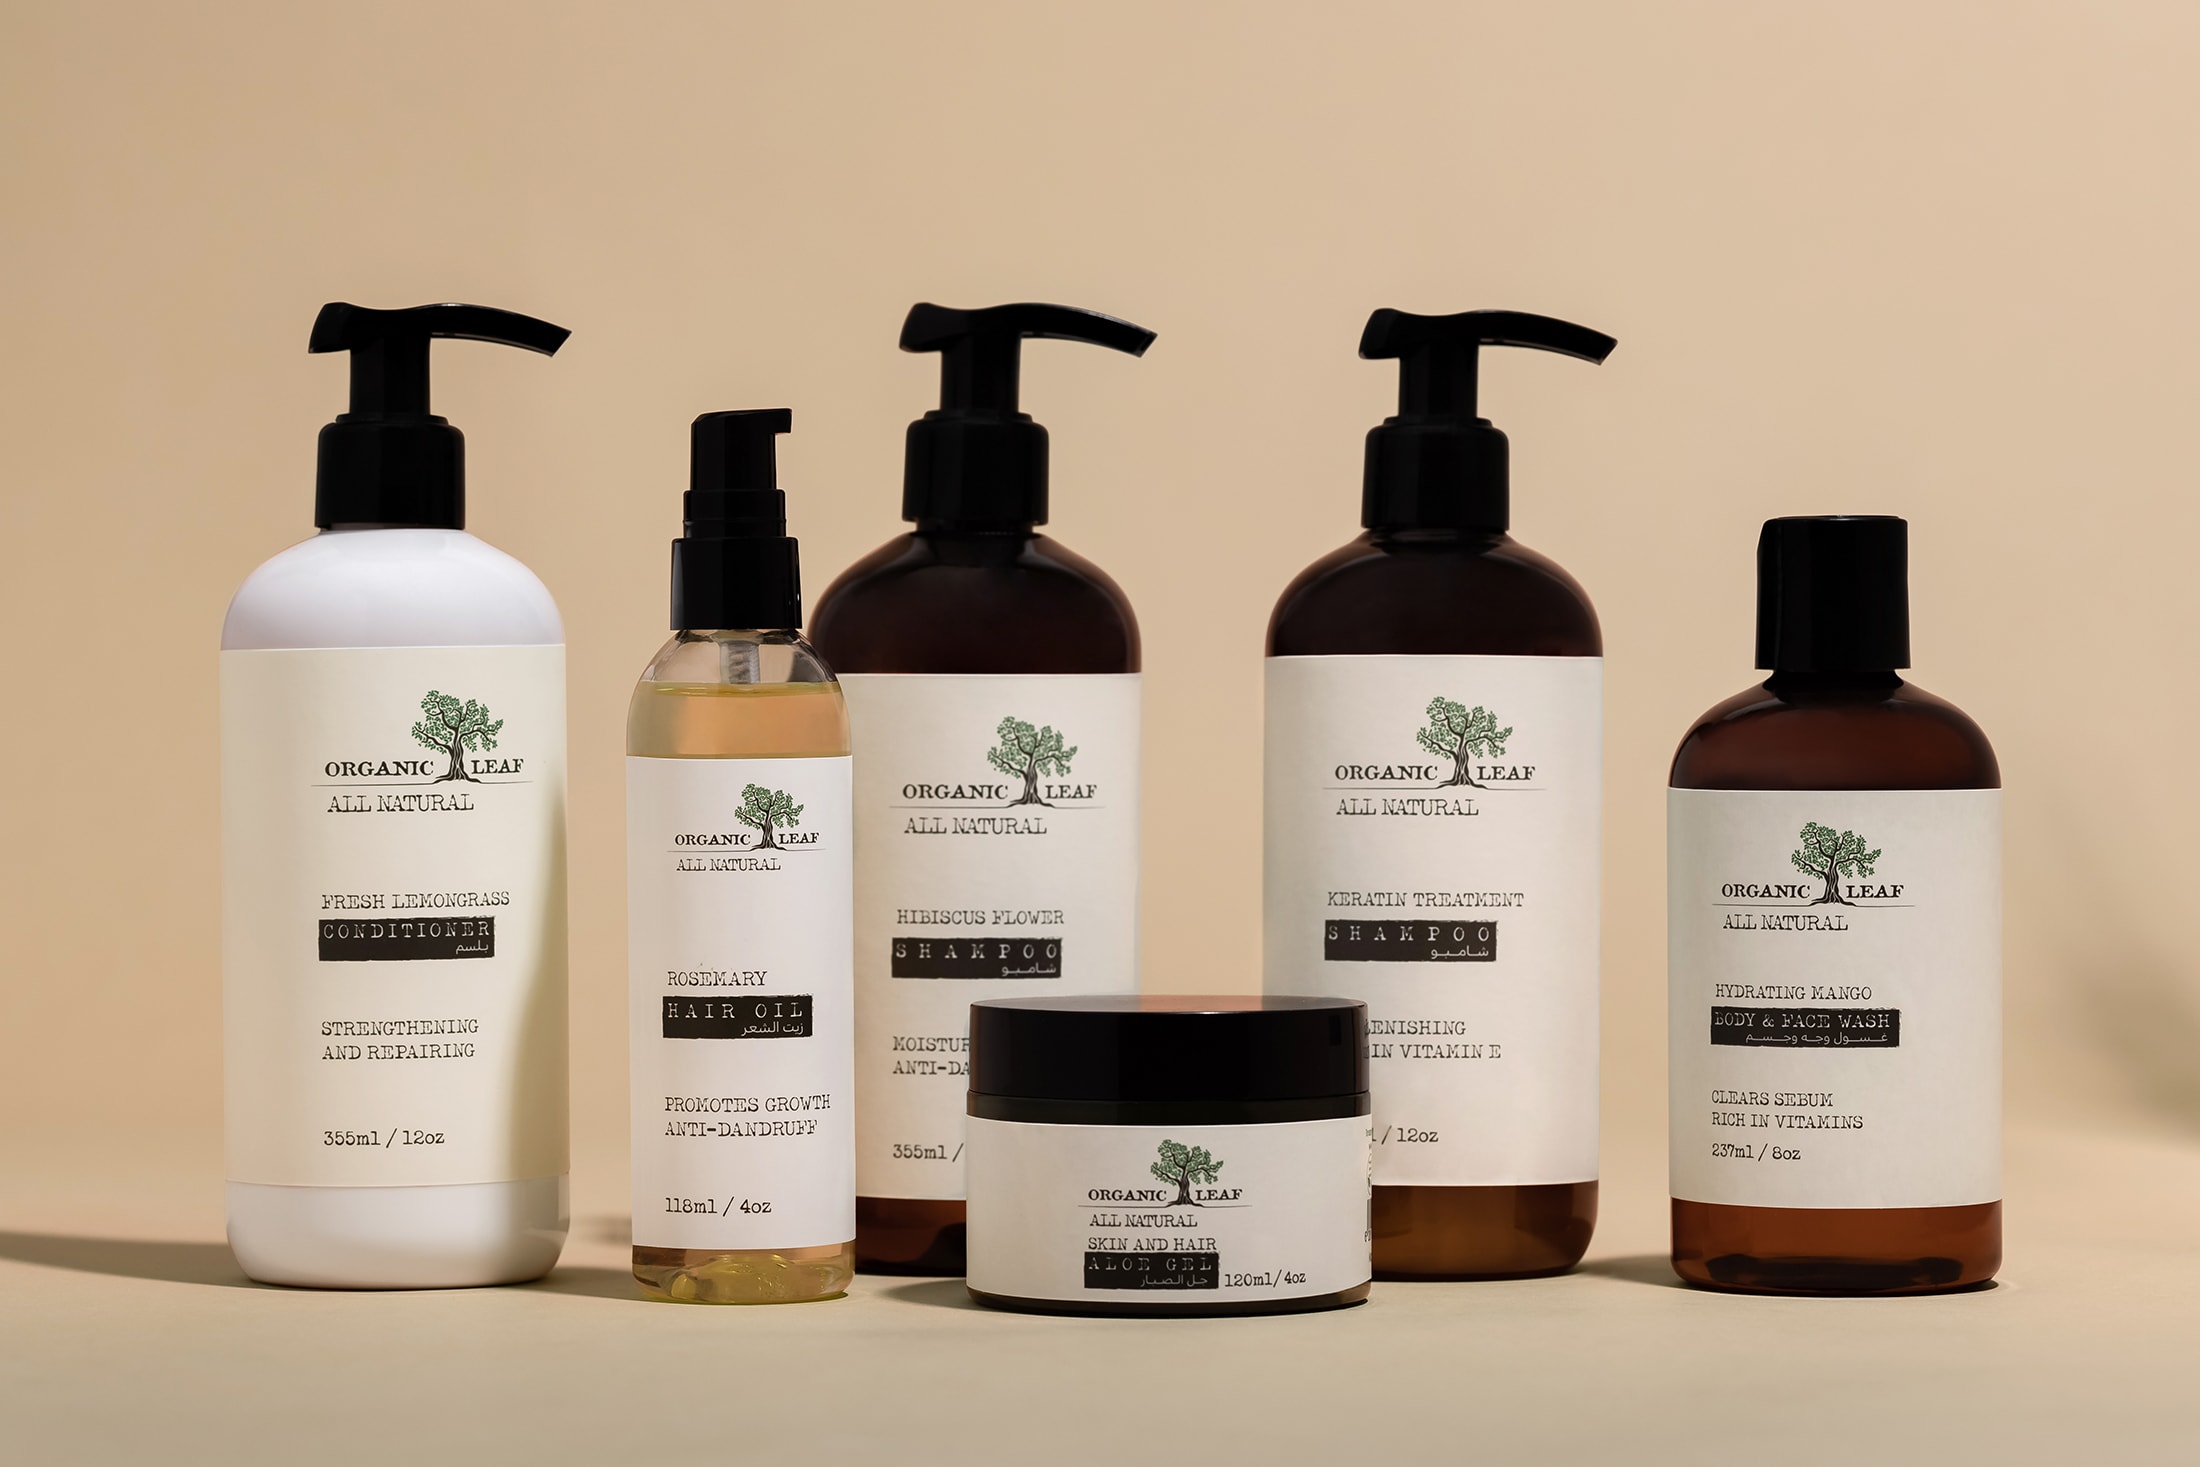 ORGANIC LEAF
ALL NATURAL
FRESH LEMONGRASS
CONDITIONER
بلسم
STRENGTHENING
AND REPAIRING
355ml / 12oz
ORGANIC LEAF
ALL NATURAL
ROSEMARY
HAIR OIL
زيت الشعر
PROMOTES GROWTH
ANTI-DANDRUFF
118ml / 4oz
ORGANIC LEAF
ALL NATURAL
HIBISCUS FLOWER
SHAMPOO
شامبو
355ml /
ORGANIC LEAF
ALL NATURAL
SKIN AND HAIR
ALOE GEL
جل الصبار
120ml/4oz
ORGANIC LEAF
ALL NATURAL
KERATIN TREATMENT
SHAMPOO
شامبو
IN VITAMIN E
/ 12oz
ORGANIC LEAF
ALL NATURAL
HYDRATING MANGO
BODY & FACE WASH
غسول وجه وجسم
CLEARS SEBUM
RICH IN VITAMINS
237ml / 8oz